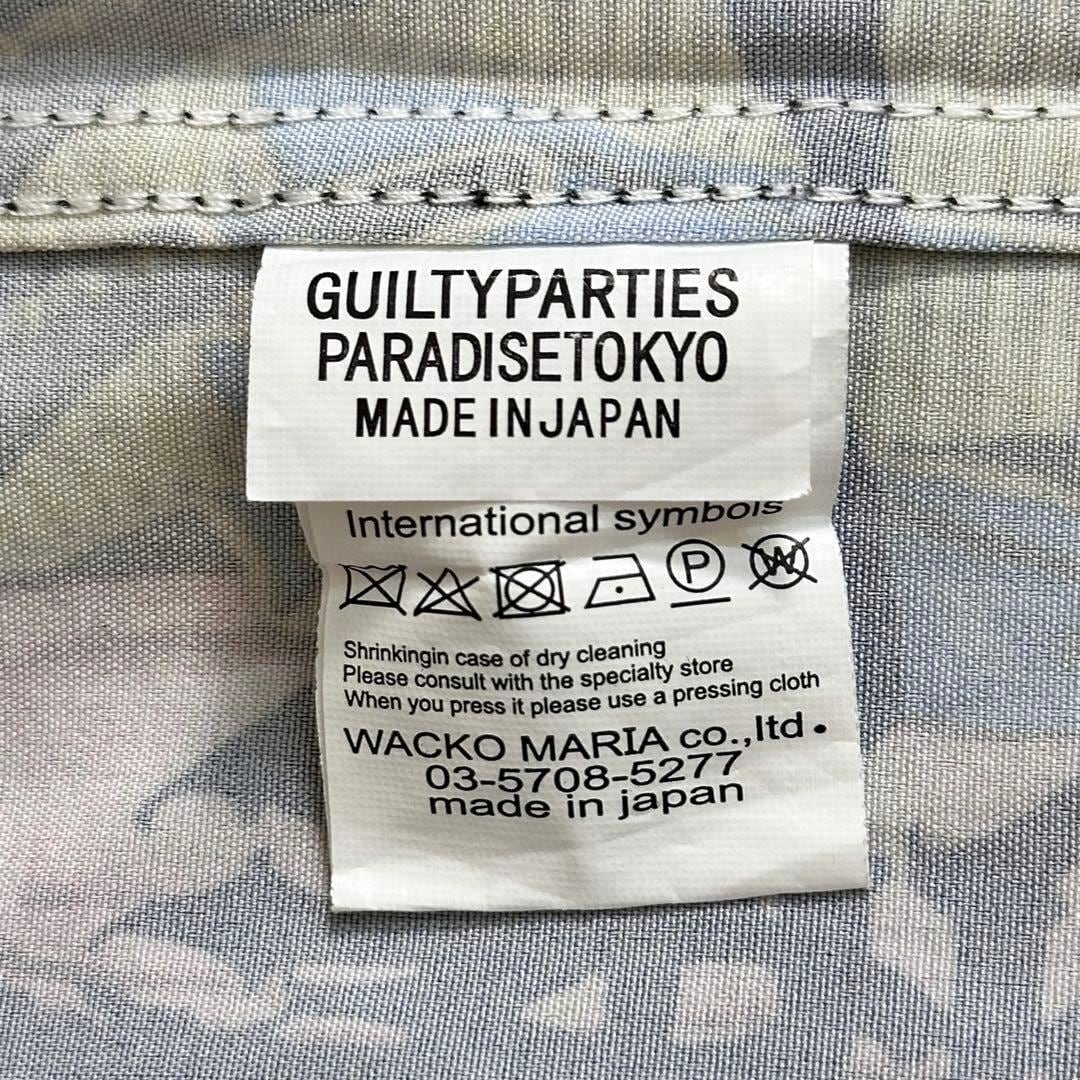 GUILTYPARTIES
PARADISETOKYO
MADE IN JAPAN
International symbols
P W
Shrinkingin case of dry cleaning
Please consult with the specialty store
When you press it please use a pressing cloth
WACKO MARIA co.,ltd.
03-5708-5277
made in japan